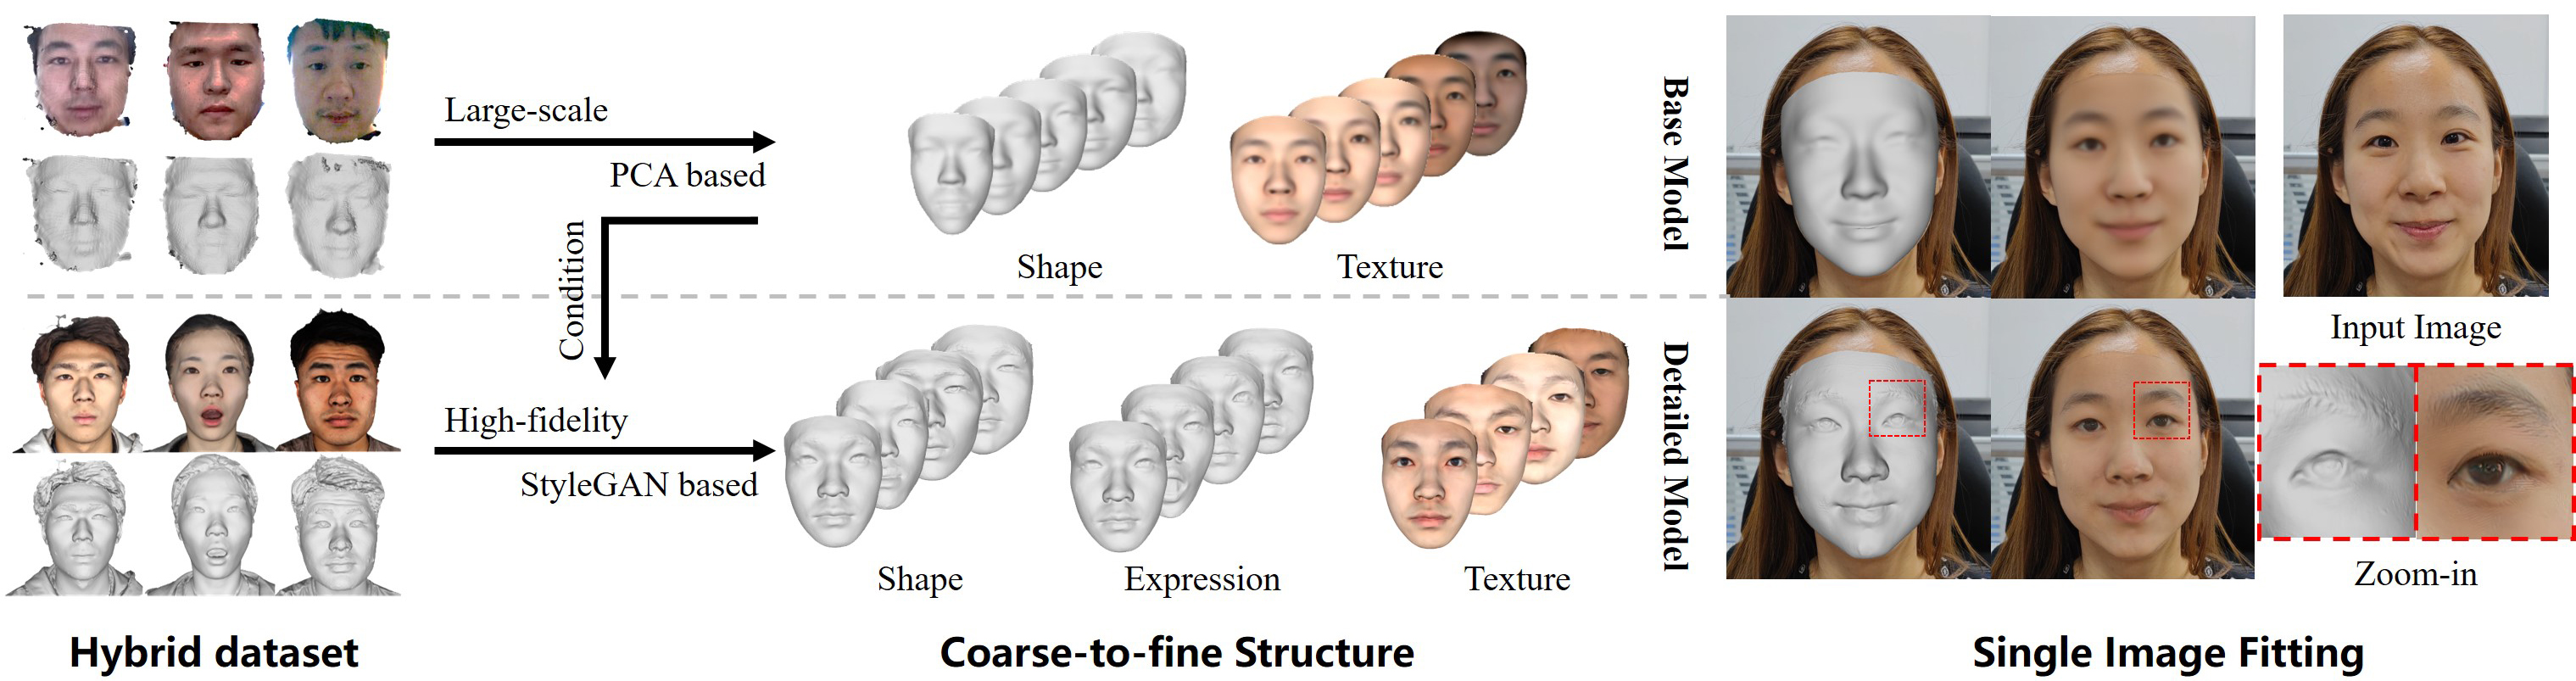 Large-scale
PCA based
Condition
High-fidelity
StyleGAN based
Shape
Texture
Shape
Expression
Texture
Base Model
Detailed Model
Input Image
Zoom-in
Hybrid dataset
Coarse-to-fine Structure
Single Image Fitting